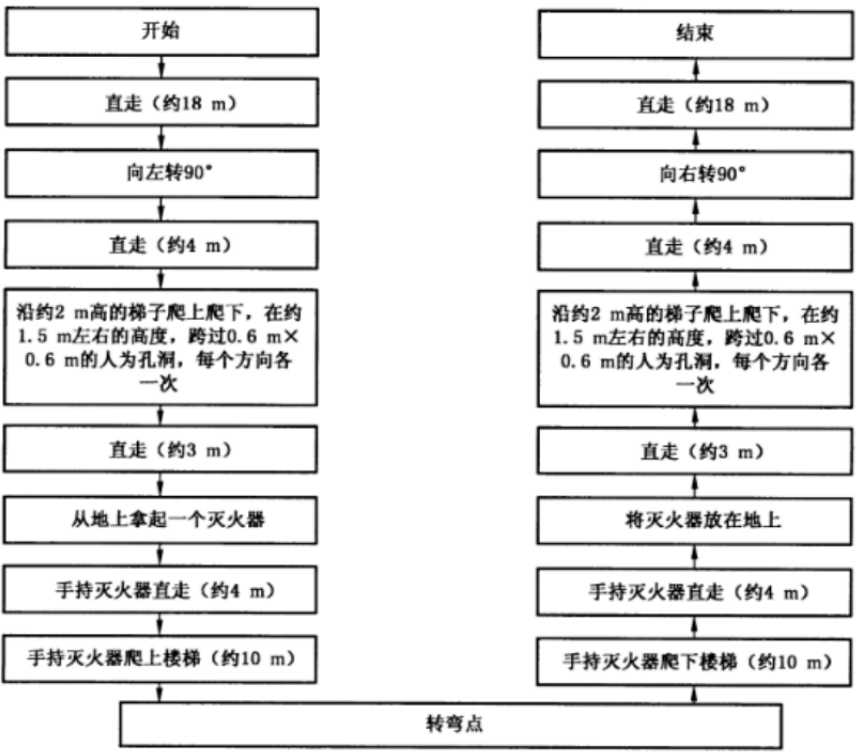 开始
直走（约18 m）
向左转90°
直走（约4 m）
沿约2 m高的梯子爬上爬下，在约
1.5 m左右的高度，跨过0.6 m×
0.6 m的人为孔洞，每个方向各
一次
直走（约3 m）
从地上拿起一个灭火器
手持灭火器直走（约4 m）
手持灭火器爬上楼梯（约10 m）
转弯点
手持灭火器爬下楼梯（约10 m）
手持灭火器直走（约4 m）
将灭火器放在地上
直走（约3 m）
沿约2 m高的梯子爬上爬下，在约
1.5 m左右的高度，跨过0.6 m×
0.6 m的人为孔洞，每个方向各
一次
直走（约4 m）
向右转90°
直走（约18 m）
结束